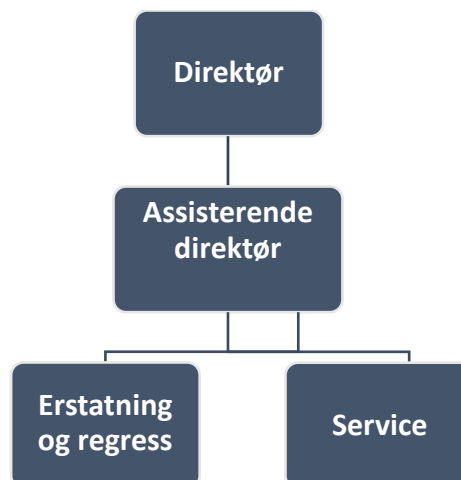 Direktør
Assisterende
direktør
Erstatning
og regress
Service